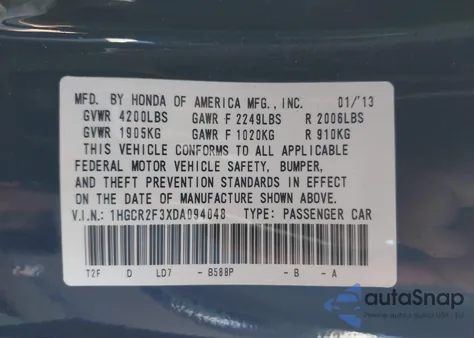 MFD. BY HONDA OF AMERICA MFG., INC. 01/'13
GVWR 4200LBS GAWR F 2249LBS R 2006LBS
GVWR 1905KG GAWR F 1020KG R 910KG
THIS VEHICLE CONFORMS TO ALL APPLICABLE
FEDERAL MOTOR VEHICLE SAFETY, BUMPER,
AND THEFT PREVENTION STANDARDS IN EFFECT
ON THE DATE OF MANUFACTURE SHOWN ABOVE.
V.I.N.: 1HGCR2F3XDA094048 TYPE: PASSENGER CAR
T2F D LD7 - B588P - B - A
autoSnap